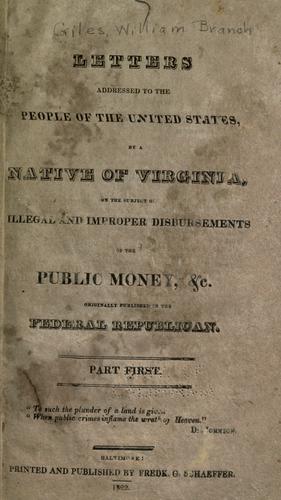 Giles, William Branch
LETTERS
ADDRESSED TO THE
PEOPLE OF THE UNITED STATES,
BY A
NATIVE OF VIRGINIA,
ON THE SUBJECT OF
ILLEGAL AND IMPROPER DISBURSEMENTS
OF THE
PUBLIC MONEY, &c.
ORIGINALLY PUBLISHED IN THE
FEDERAL REPUBLICAN.
PART FIRST.
"To such the plunder of a land is giv...
"When public crimes inflame the wrath of Heaven."
BALTIMORE:
PRINTED AND PUBLISHED BY FREDK. G. SCHAEFFER.
1822.